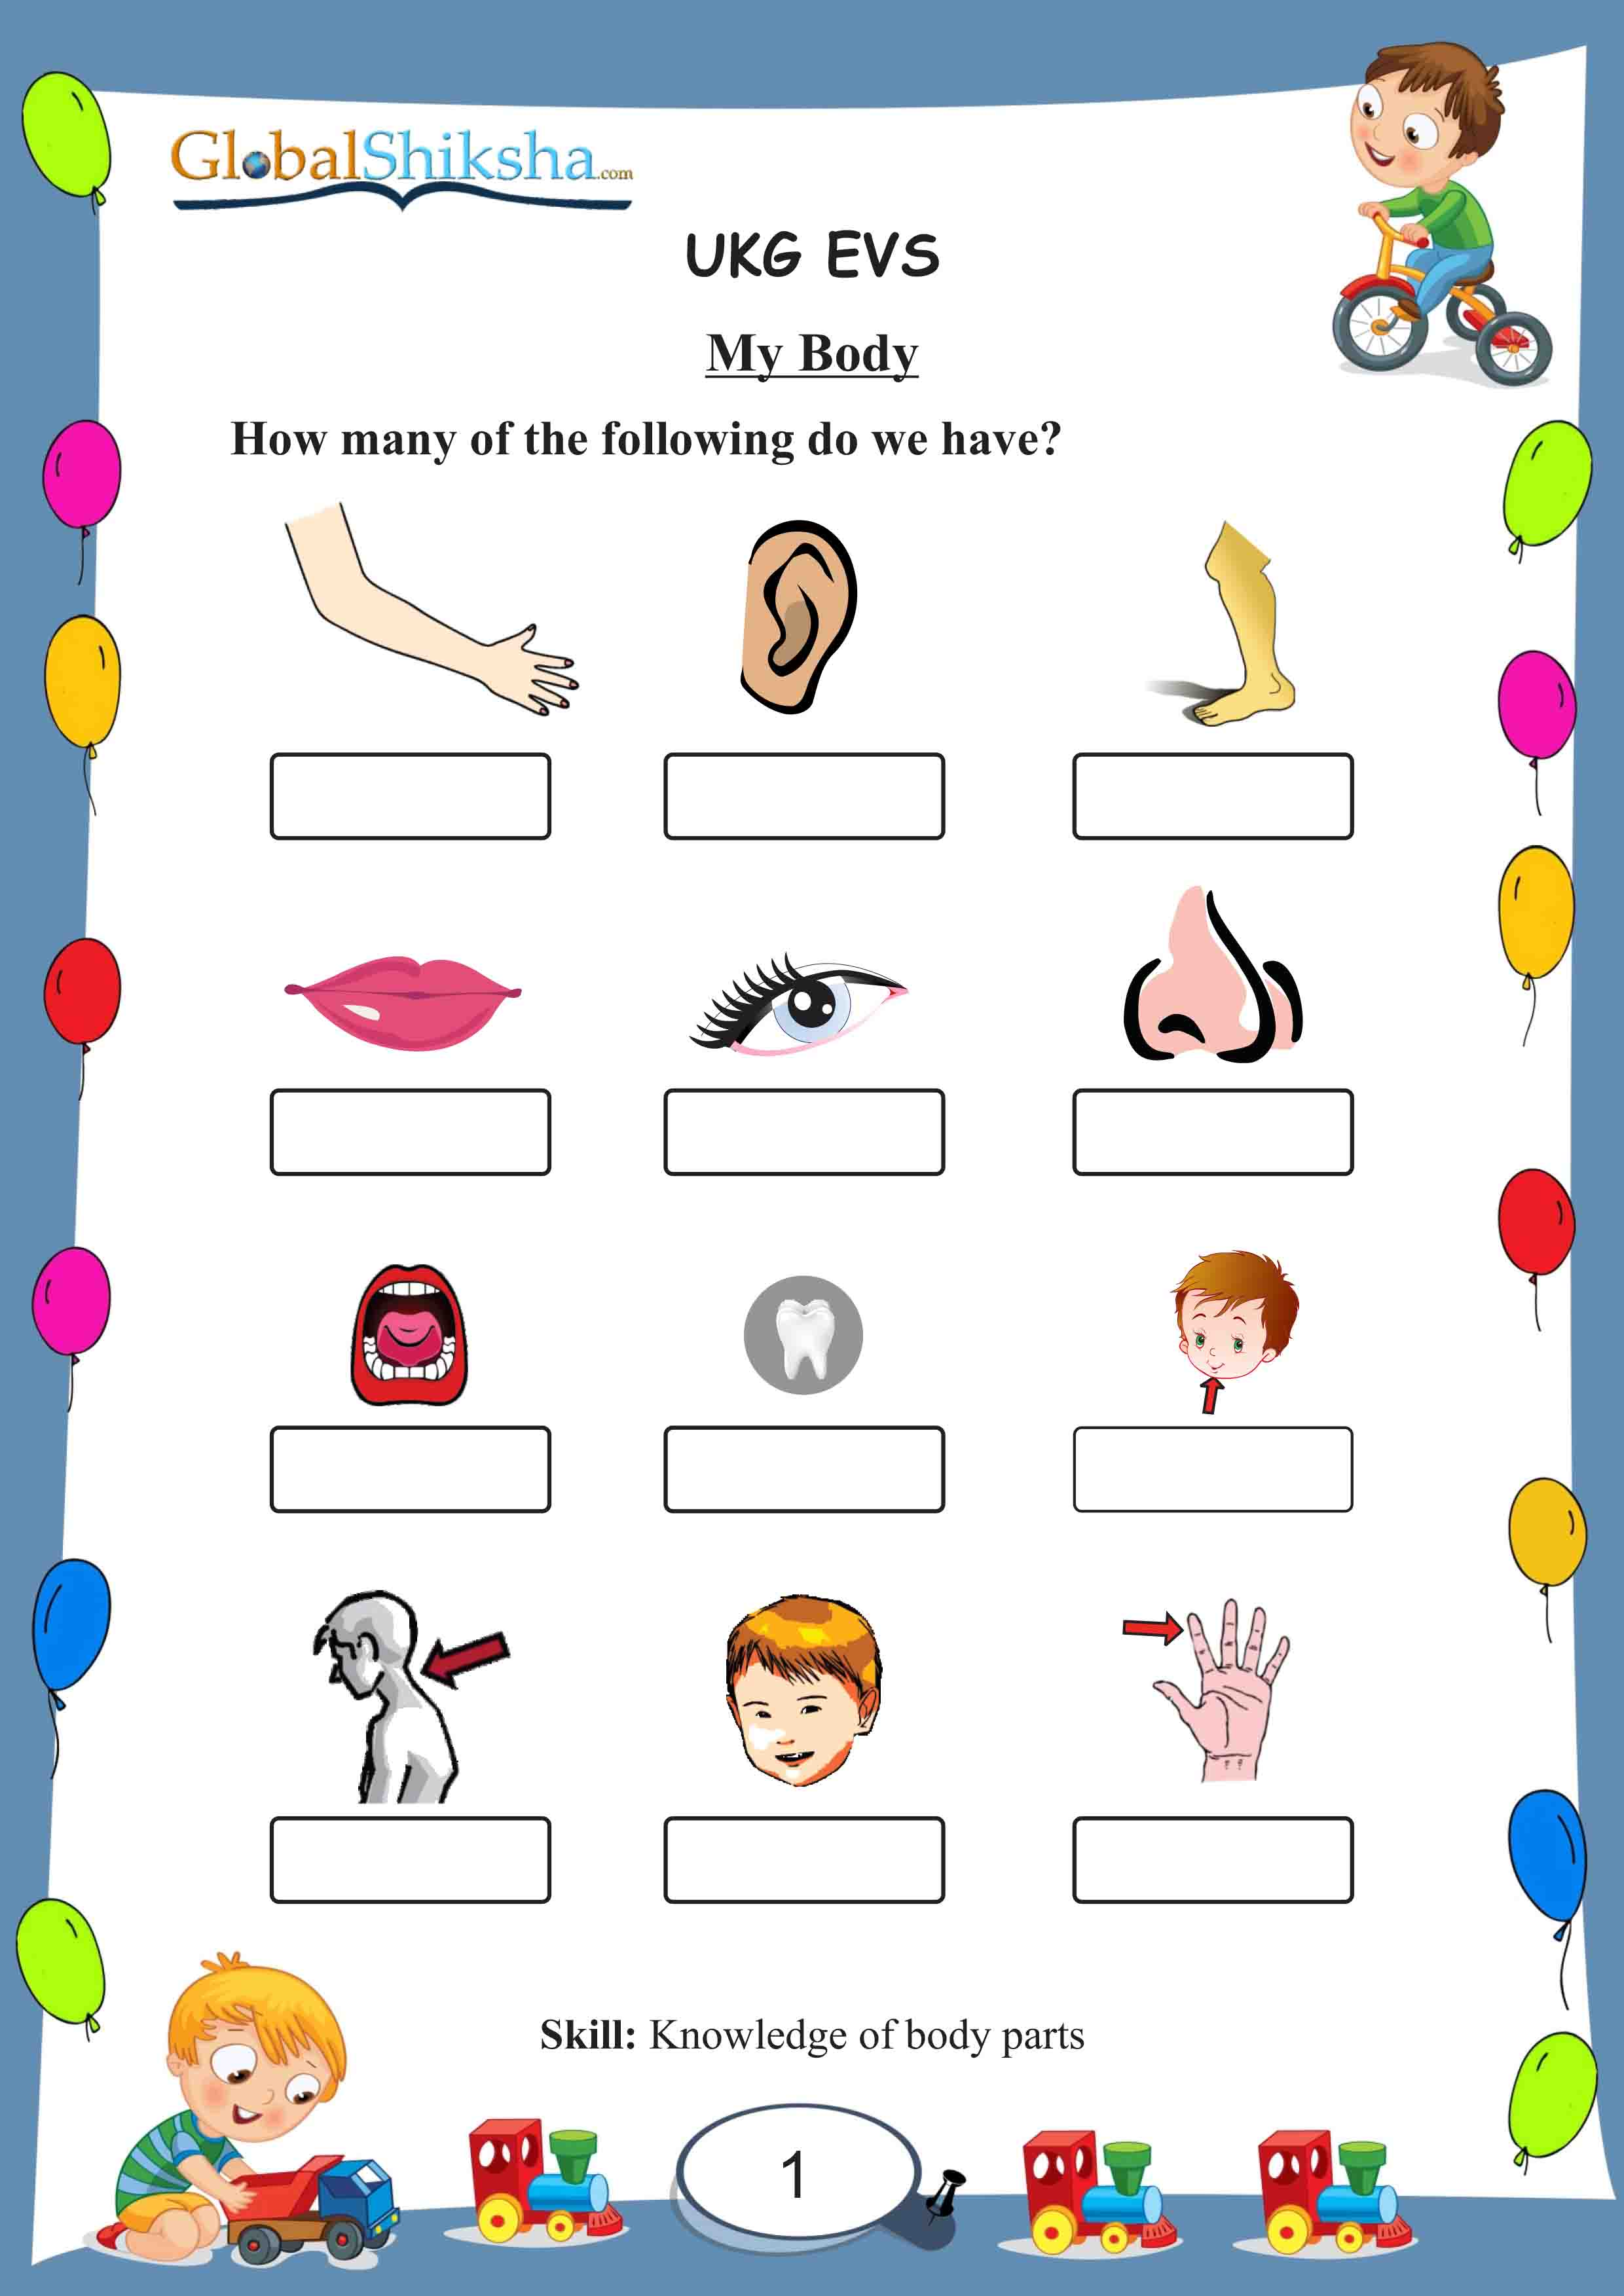 GlobalShiksha.com
UKG EVS
My Body
How many of the following do we have?
Skill: Knowledge of body parts
1